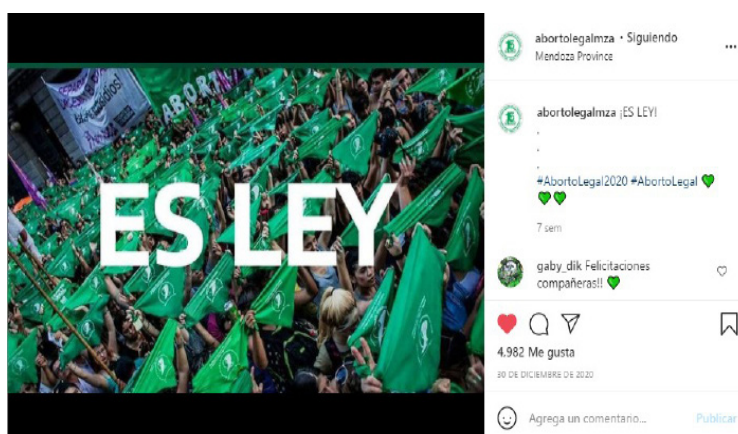 ABORT
ES LEY
abortolegalmza • Siguiendo
Mendoza Province
abortolegalmza ¡ES LEY!
.
.
.
#AbortoLegal2020 #AbortoLegal
7 sem
gaby_dik Felicitaciones
compañeras!!
4.982 Me gusta
30 DE DICIEMBRE DE 2020
Agrega un comentario...
Publicar